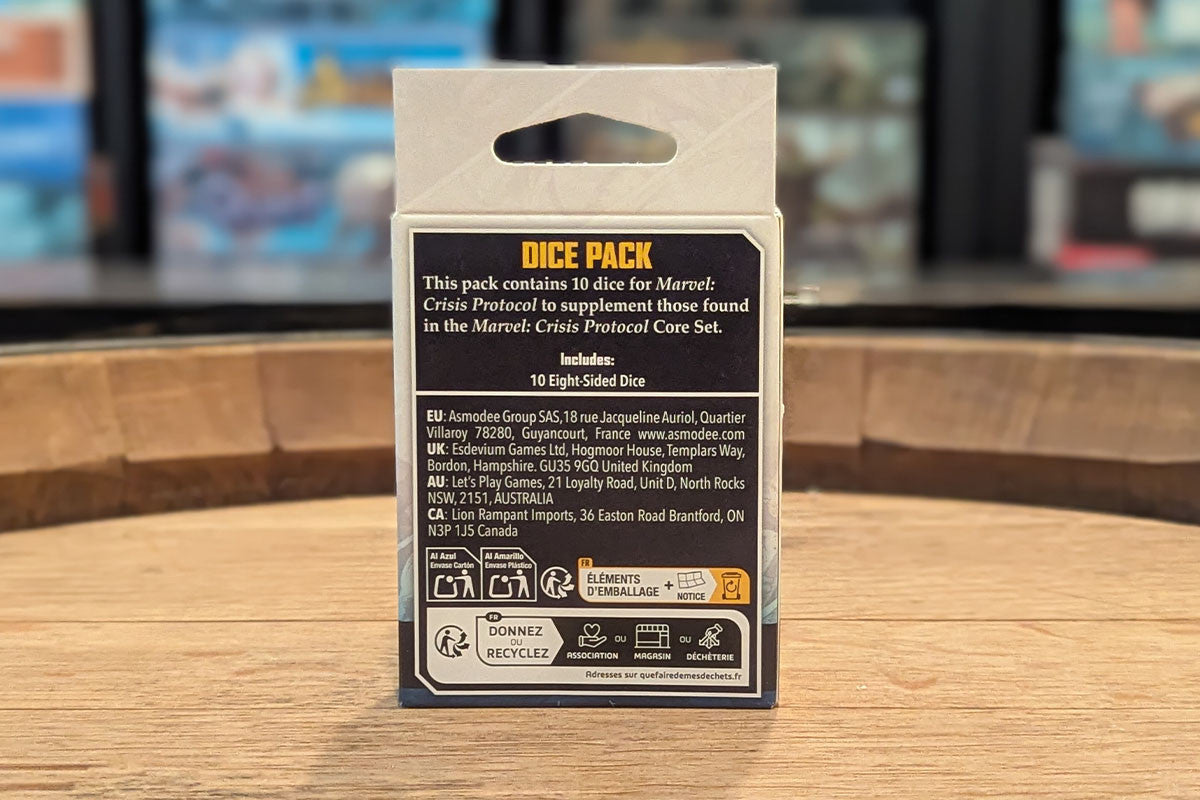 DICE PACK
This pack contains 10 dice for Marvel:
Crisis Protocol to supplement those found
in the Marvel: Crisis Protocol Core Set.
Includes:
10 Eight-Sided Dice
EU: Asmodee Group SAS,18 rue Jacqueline Auriol, Quartier
Villaroy 78280, Guyancourt, France www.asmodee.com
UK: Esdevium Games Ltd, Hogmoor House, Templars Way,
Bordon, Hampshire. GU35 9GQ United Kingdom
AU: Let's Play Games, 21 Loyalty Road, Unit D, North Rocks
NSW, 2151, AUSTRALIA
CA: Lion Rampant Imports, 36 Easton Road Brantford, ON
N3P 1J5 Canada
Al Azul
Envase Cartón
Al Amarillo
Envase Plástico
FR
ÉLÉMENTS
D'EMBALLAGE
+
NOTICE
FR
DONNEZ
OU
RECYCLEZ
ASSOCIATION
OU
MAGASIN
OU
DÉCHÈTERIE
Adresses sur quefairedemesdechets.fr